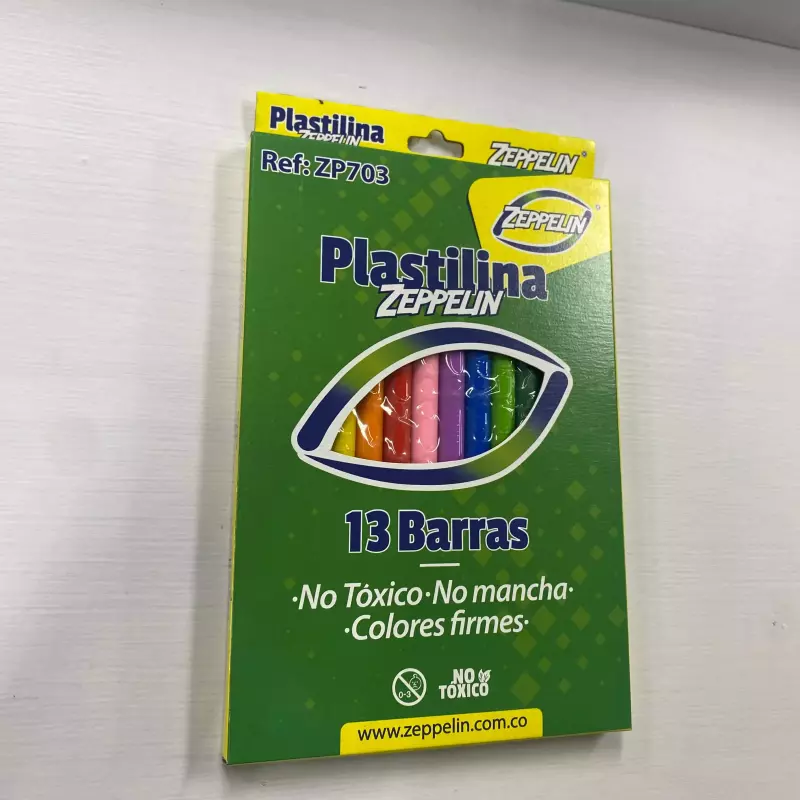 Plastilina
ZEPPELIN
ZEPPELIN®
Ref: ZP703
ZEPPELIN®
Plastilina
ZEPPELIN
13 Barras
·No Tóxico·No mancha·
·Colores firmes·
0-3
NO
TÓXICO
www.zeppelin.com.co